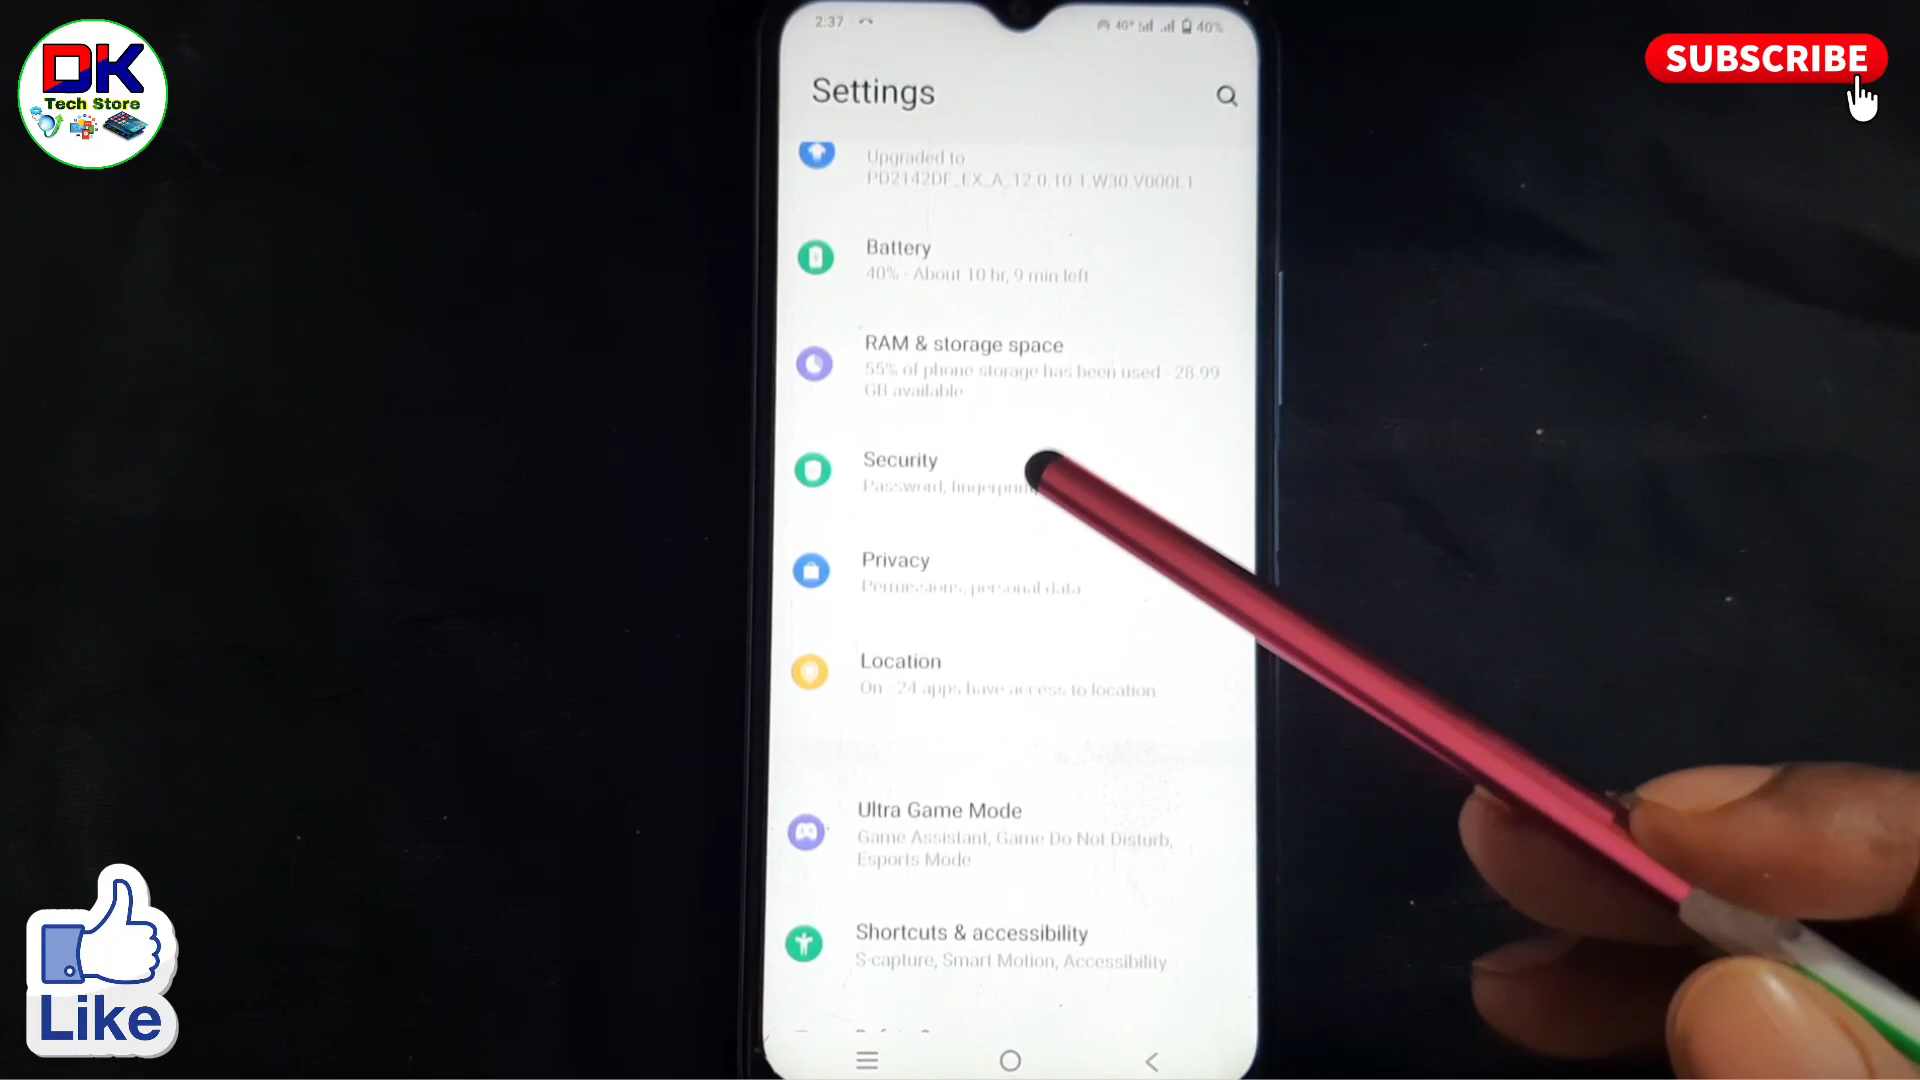 DK
Tech Store
SUBSCRIBE
2:37
4G+
40%
Settings
Upgraded to
PD2142DF_EX_A_12.0.10.1.W30.V000L1
Battery
40% · About 10 hr, 9 min left
RAM & storage space
55% of phone storage has been used · 28.99
GB available
Security
Password, fingerprint
Privacy
Permissions, personal data
Location
On · 24 apps have access to location
Ultra Game Mode
Game Assistant, Game Do Not Disturb,
Esports Mode
Shortcuts & accessibility
S-capture, Smart Motion, Accessibility
Like